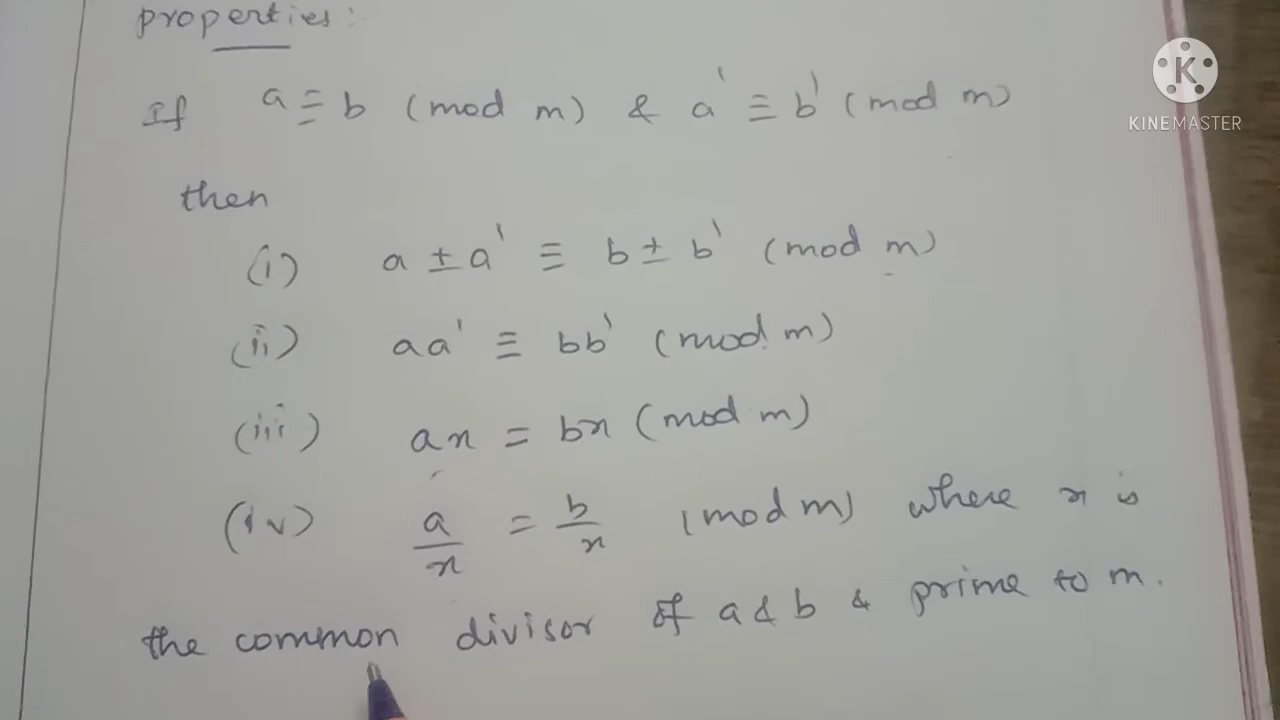 properties:
If a = b (mod m) & a' ≡ b' (mod m)
then
(i) a ± a' ≡ b ± b' (mod m)
(ii) aa' ≡ bb' (mod m)
(iii) ax = bx (mod m)
(iv) a/x = b/x (mod m) where x is
the common divisor of a & b & prime to m.
K
KINEMASTER